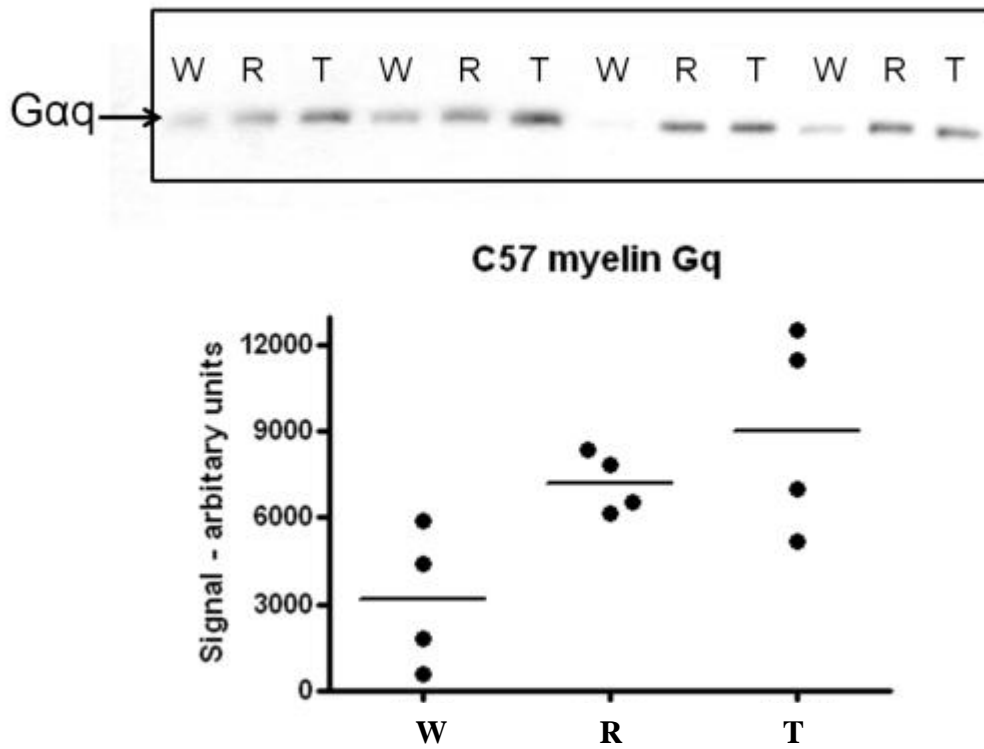 W R T W R T W R T W R T
Gαq
C57 myelin Gq
Signal - arbitary units
12000
9000
6000
3000
0
W R T